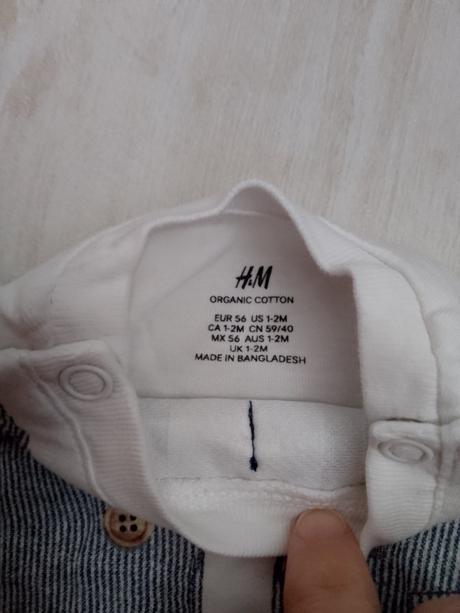 H&M
ORGANIC COTTON
EUR 56 US 1-2M
CA 1-2M CN 59/40
MX 56 AUS 1-2M
UK 1-2M
MADE IN BANGLADESH